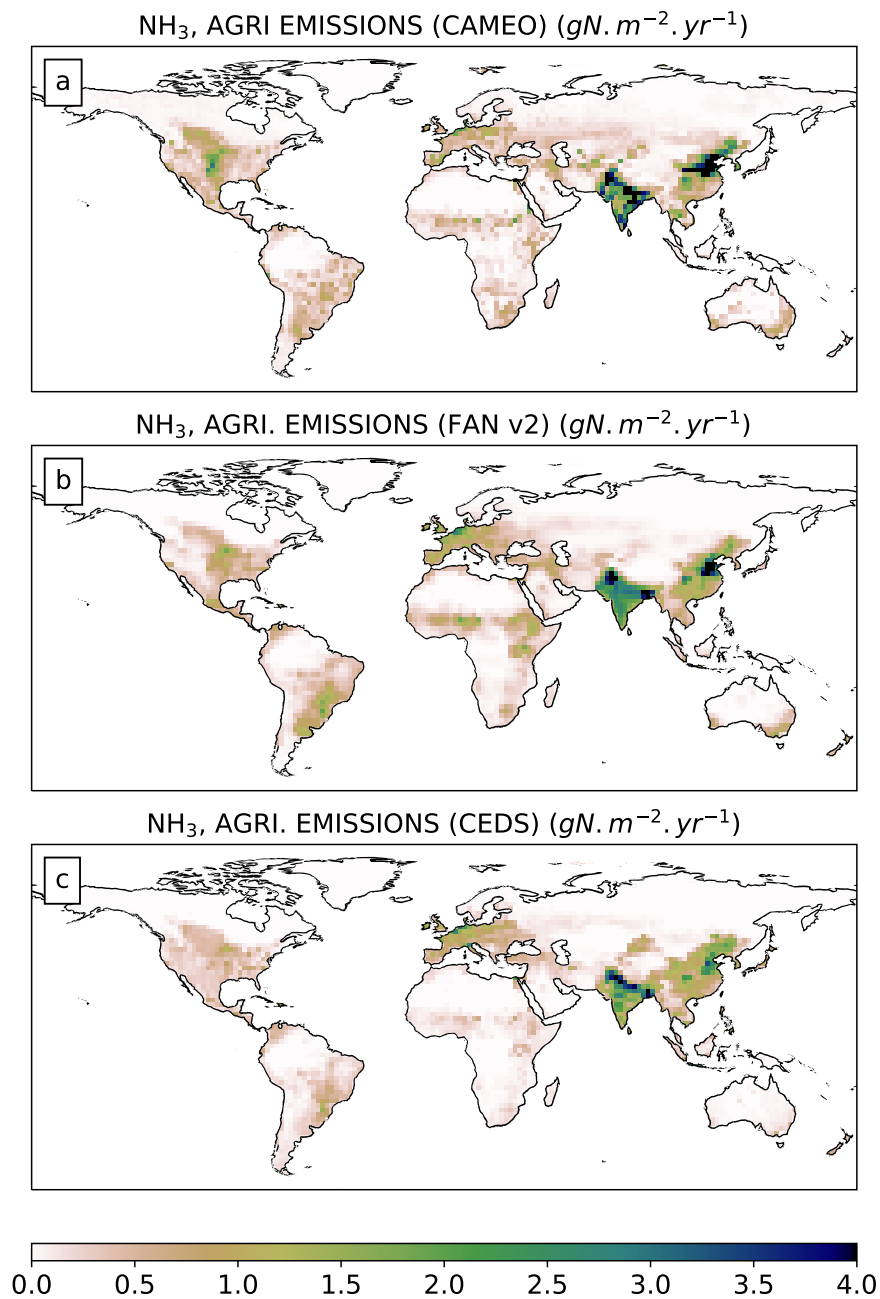 NH₃, AGRI EMISSIONS (CAMEO) (gN.m⁻².yr⁻¹)
a
NH₃, AGRI. EMISSIONS (FAN v2) (gN.m⁻².yr⁻¹)
b
NH₃, AGRI. EMISSIONS (CEDS) (gN.m⁻².yr⁻¹)
c
0.0 0.5 1.0 1.5 2.0 2.5 3.0 3.5 4.0